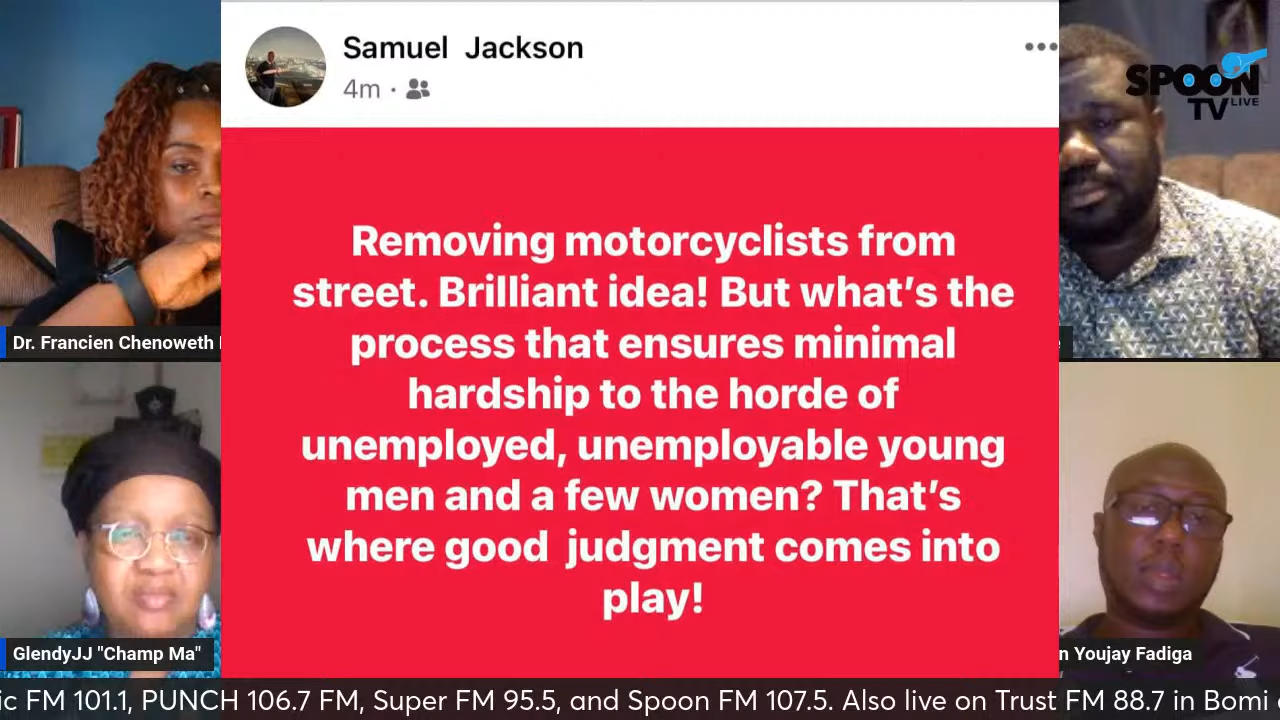 Samuel Jackson
4m ·
SPOON
TV LIVE
Removing motorcyclists from
street. Brilliant idea! But what's the
process that ensures minimal
hardship to the horde of
unemployed, unemployable young
men and a few women? That's
where good judgment comes into
play!
Dr. Francien Chenoweth
GlendyJJ "Champ Ma"
n Youjay Fadiga
ic FM 101.1, PUNCH 106.7 FM, Super FM 95.5, and Spoon FM 107.5. Also live on Trust FM 88.7 in Bomi